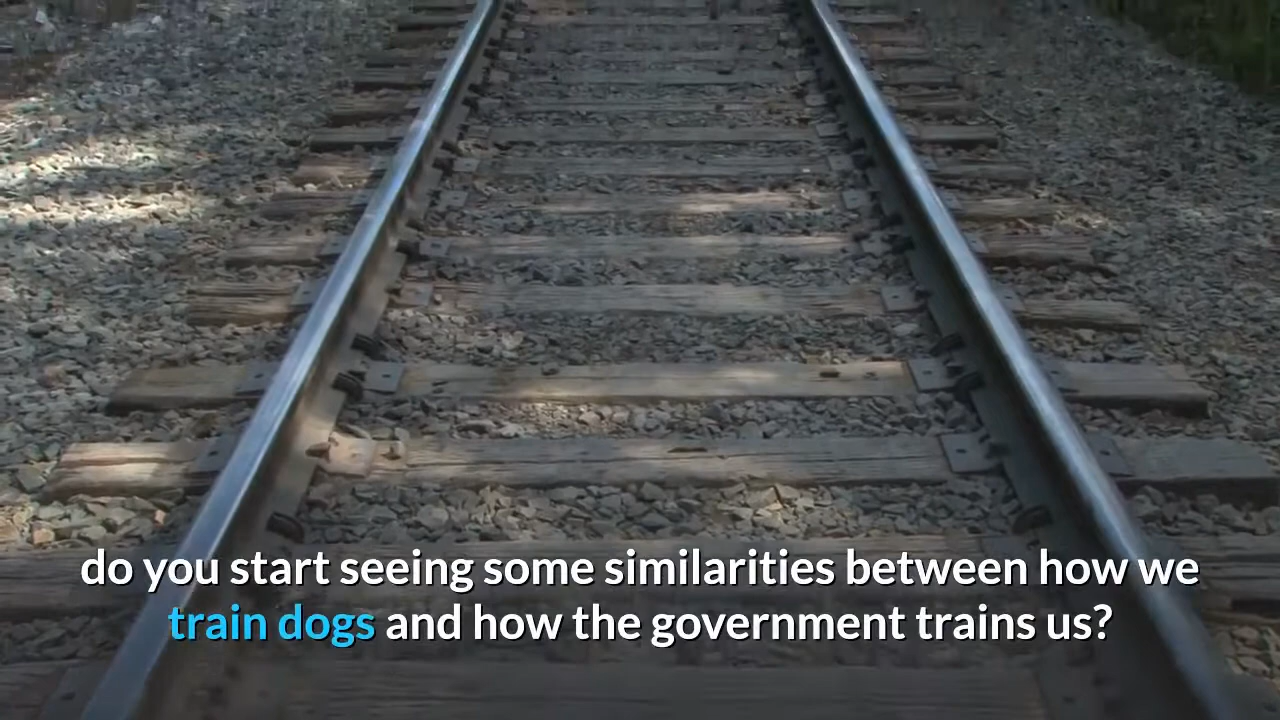 do you start seeing some similarities between how we
train dogs and how the government trains us?